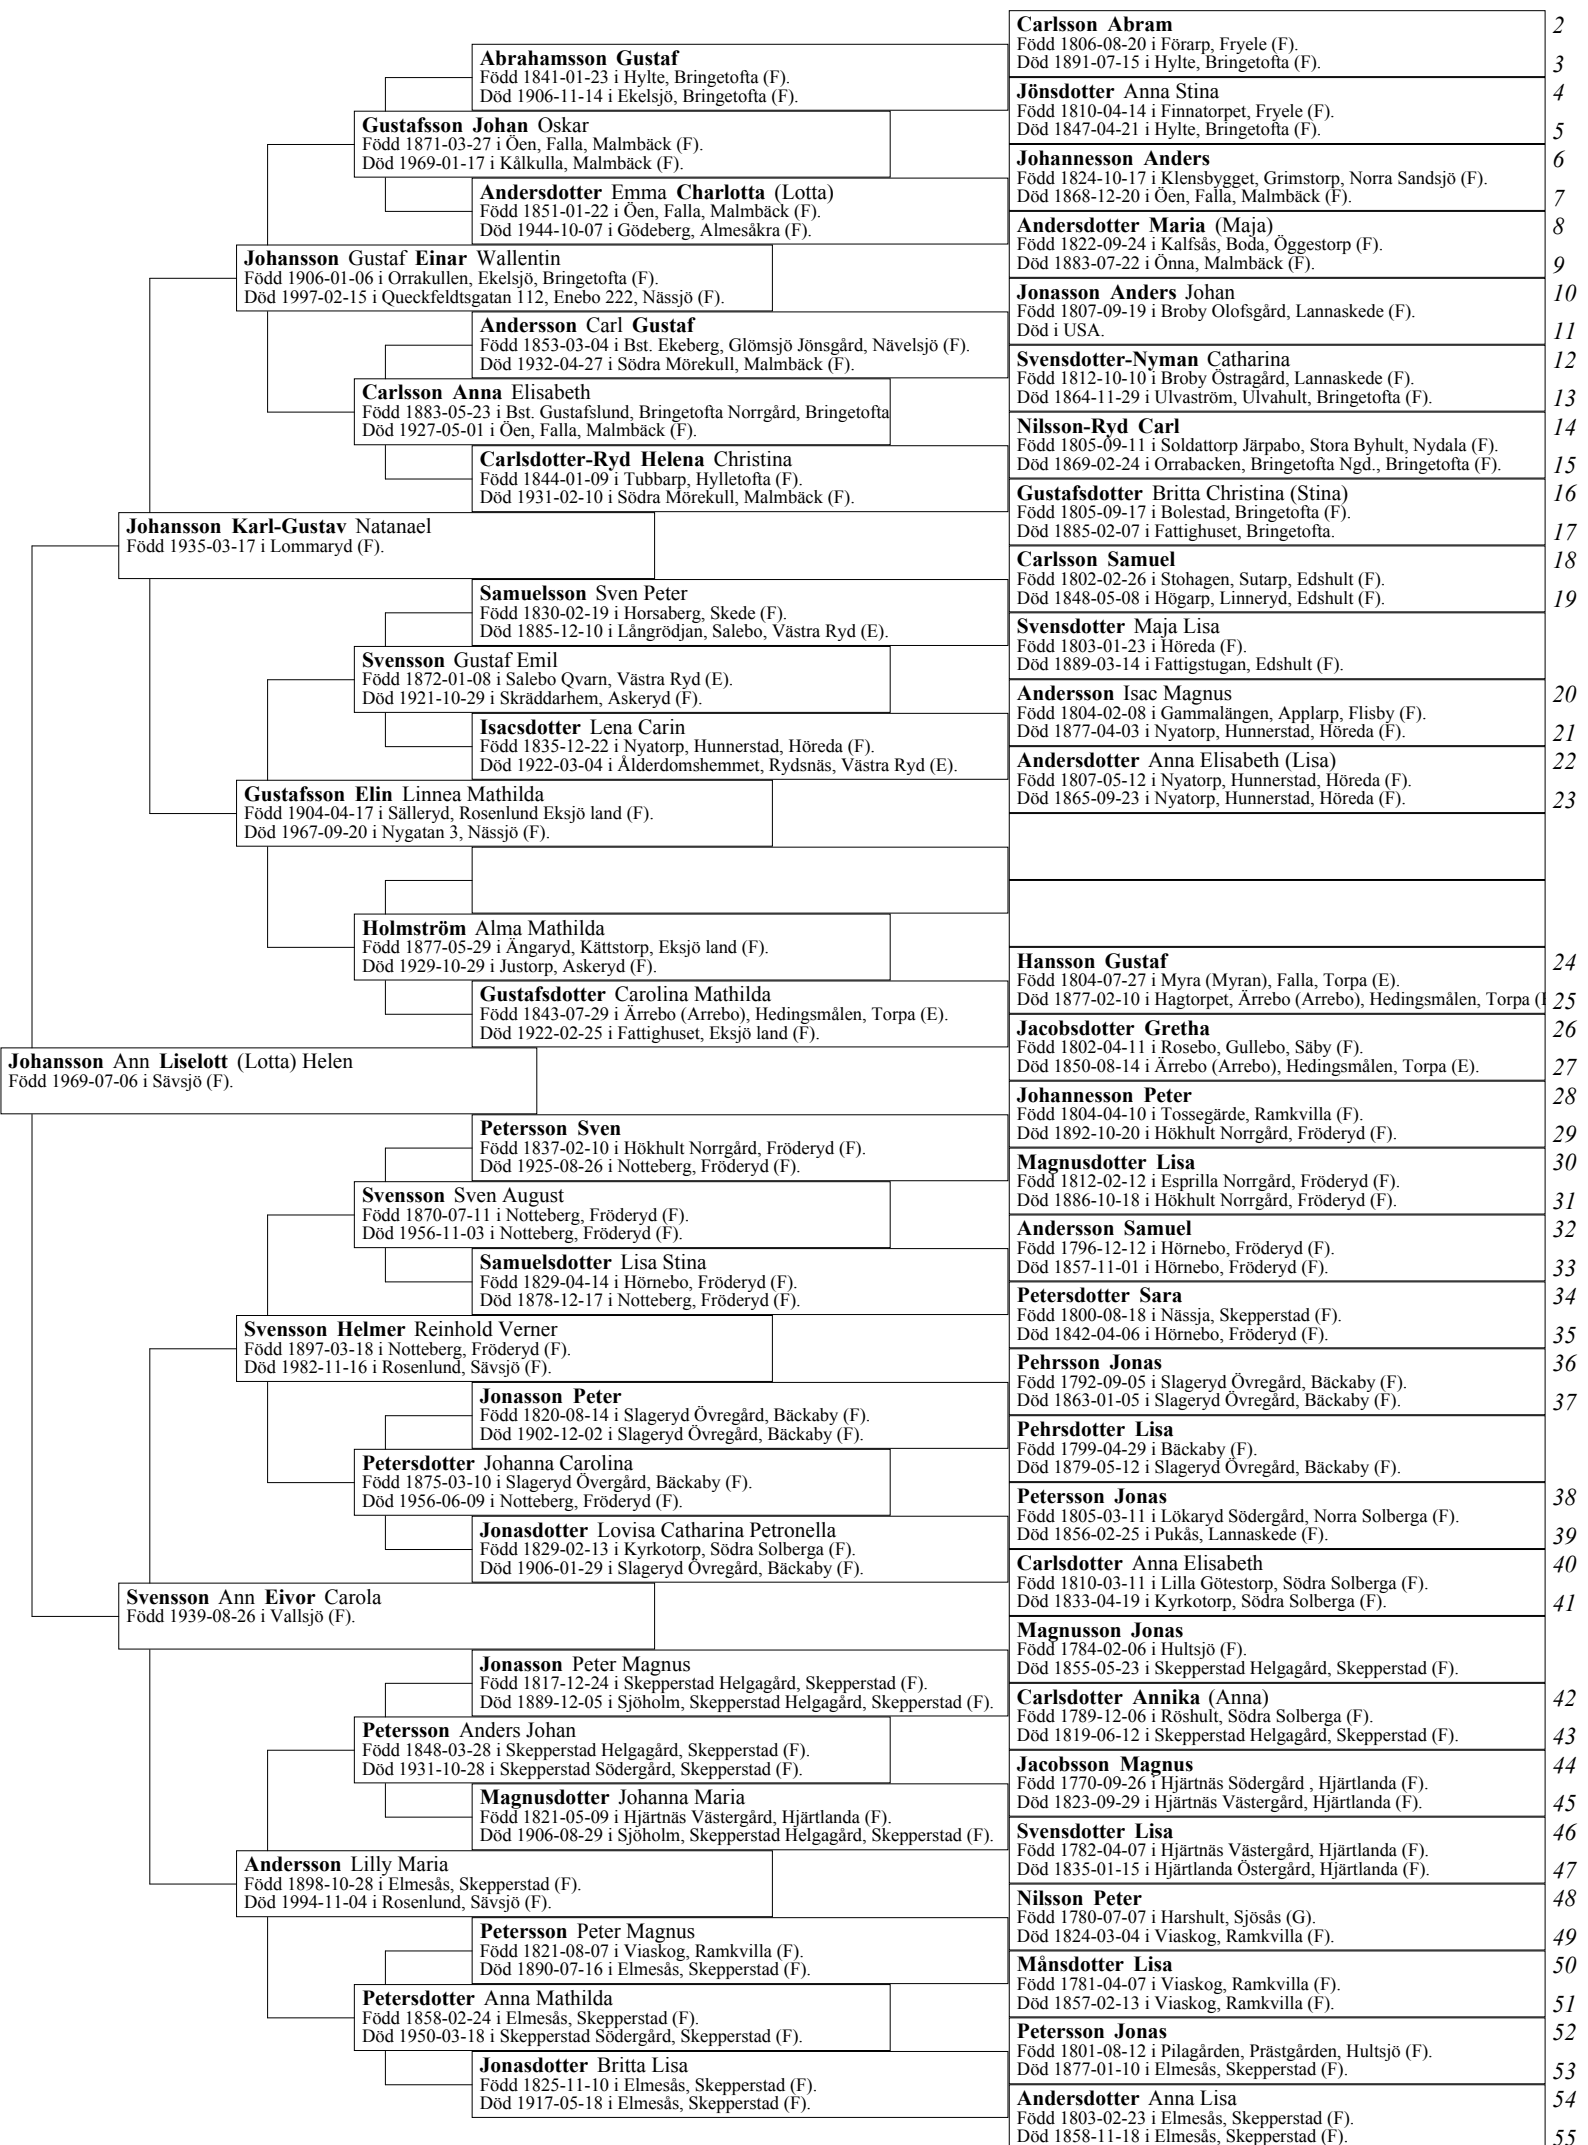 Carlsson Abram
Född 1806-08-20 i Förarp, Fryele (F).
Död 1891-07-15 i Hylte, Bringetofta (F).
2
3
Abrahamsson Gustaf
Född 1841-01-23 i Hylte, Bringetofta (F).
Död 1906-11-14 i Ekelsjö, Bringetofta (F).
Jönsdotter Anna Stina
Född 1810-04-14 i Finnatorpet, Fryele (F).
Död 1847-04-21 i Hylte, Bringetofta (F).
4
5
Gustafsson Johan Oskar
Född 1871-03-27 i Öen, Falla, Malmbäck (F).
Död 1969-01-17 i Kålkulla, Malmbäck (F).
Johannesson Anders
Född 1824-10-17 i Klensbygget, Grimstorp, Norra Sandsjö (F).
Död 1868-12-20 i Öen, Falla, Malmbäck (F).
6
7
Andersdotter Emma Charlotta (Lotta)
Född 1851-01-22 i Öen, Falla, Malmbäck (F).
Död 1944-10-07 i Gödeberg, Almesåkra (F).
Andersdotter Maria (Maja)
Född 1822-09-24 i Kalfsås, Boda, Öggestorp (F).
Död 1883-07-22 i Önna, Malmbäck (F).
8
9
Johansson Gustaf Einar Wallentin
Född 1906-01-06 i Orrakullen, Ekelsjö, Bringetofta (F).
Död 1997-02-15 i Queckfeldtsgatan 112, Enebo 222, Nässjö (F).
Jonasson Anders Johan
Född 1807-09-19 i Broby Olofsgård, Lannaskede (F).
Död i USA.
10
11
Andersson Carl Gustaf
Född 1853-03-04 i Bst. Ekeberg, Glömsjö Jönsgård, Nävelsjö (F).
Död 1932-04-27 i Södra Mörekull, Malmbäck (F).
Svensdotter-Nyman Catharina
Född 1812-10-10 i Broby Östragård, Lannaskede (F).
Död 1864-11-29 i Ulvaström, Ulvahult, Bringetofta (F).
12
13
Carlsson Anna Elisabeth
Född 1883-05-23 i Bst. Gustafslund, Bringetofta Norrgård, Bringetofta
Död 1927-05-01 i Öen, Falla, Malmbäck (F).
Nilsson-Ryd Carl
Född 1805-09-11 i Soldattorp Järpabo, Stora Byhult, Nydala (F).
Död 1869-02-24 i Orrabacken, Bringetofta Ngd., Bringetofta (F).
14
15
Carlsdotter-Ryd Helena Christina
Född 1844-01-09 i Tubbarp, Hylletofta (F).
Död 1931-02-10 i Södra Mörekull, Malmbäck (F).
Gustafsdotter Britta Christina (Stina)
Född 1805-09-17 i Bolestad, Bringetofta (F).
Död 1885-02-07 i Fattighuset, Bringetofta.
16
17
Johansson Karl-Gustav Natanael
Född 1935-03-17 i Lommaryd (F).
Carlsson Samuel
Född 1802-02-26 i Stohagen, Sutarp, Edshult (F).
Död 1848-05-08 i Högarp, Linneryd, Edshult (F).
18
19
Samuelsson Sven Peter
Född 1830-02-19 i Horsaberg, Skede (F).
Död 1885-12-10 i Långrödjan, Salebo, Västra Ryd (E).
Svensdotter Maja Lisa
Född 1803-01-23 i Höreda (F).
Död 1889-03-14 i Fattigstugan, Edshult (F).
Svensson Gustaf Emil
Född 1872-01-08 i Salebo Qvarn, Västra Ryd (E).
Död 1921-10-29 i Skräddarhem, Askeryd (F).
Andersson Isac Magnus
Född 1804-02-08 i Gammalängen, Applarp, Flisby (F).
Död 1877-04-03 i Nyatorp, Hunnerstad, Höreda (F).
20
21
Isacsdotter Lena Carin
Född 1835-12-22 i Nyatorp, Hunnerstad, Höreda (F).
Död 1922-03-04 i Ålderdomshemmet, Rydsnäs, Västra Ryd (E).
Andersdotter Anna Elisabeth (Lisa)
Född 1807-05-12 i Nyatorp, Hunnerstad, Höreda (F).
Död 1865-09-23 i Nyatorp, Hunnerstad, Höreda (F).
22
23
Gustafsson Elin Linnea Mathilda
Född 1904-04-17 i Sälleryd, Rosenlund Eksjö land (F).
Död 1967-09-20 i Nygatan 3, Nässjö (F).
Holmström Alma Mathilda
Född 1877-05-29 i Ängaryd, Kättstorp, Eksjö land (F).
Död 1929-10-29 i Justorp, Askeryd (F).
Hansson Gustaf
Född 1804-07-27 i Myra (Myran), Falla, Torpa (E).
Död 1877-02-10 i Hagtorpet, Ärrebo (Arrebo), Hedingsmålen, Torpa (E
24
25
Gustafsdotter Carolina Mathilda
Född 1843-07-29 i Ärrebo (Arrebo), Hedingsmålen, Torpa (E).
Död 1922-02-25 i Fattighuset, Eksjö land (F).
Jacobsdotter Gretha
Född 1802-04-11 i Rosebo, Gullebo, Säby (F).
Död 1850-08-14 i Ärrebo (Arrebo), Hedingsmålen, Torpa (E).
26
27
Johansson Ann Liselott (Lotta) Helen
Född 1969-07-06 i Sävsjö (F).
Johannesson Peter
Född 1804-04-10 i Tossegärde, Ramkvilla (F).
Död 1892-10-20 i Hökhult Norrgård, Fröderyd (F).
28
29
Petersson Sven
Född 1837-02-10 i Hökhult Norrgård, Fröderyd (F).
Död 1925-08-26 i Notteberg, Fröderyd (F).
Magnusdotter Lisa
Född 1812-02-12 i Esprilla Norrgård, Fröderyd (F).
Död 1886-10-18 i Hökhult Norrgård, Fröderyd (F).
30
31
Svensson Sven August
Född 1870-07-11 i Notteberg, Fröderyd (F).
Död 1956-11-03 i Notteberg, Fröderyd (F).
Andersson Samuel
Född 1796-12-12 i Hörnebo, Fröderyd (F).
Död 1857-11-01 i Hörnebo, Fröderyd (F).
32
33
Samuelsdotter Lisa Stina
Född 1829-04-14 i Hörnebo, Fröderyd (F).
Död 1878-12-17 i Notteberg, Fröderyd (F).
Petersdotter Sara
Född 1800-08-18 i Nässja, Skepperstad (F).
Död 1842-04-06 i Hörnebo, Fröderyd (F).
34
35
Svensson Helmer Reinhold Verner
Född 1897-03-18 i Notteberg, Fröderyd (F).
Död 1982-11-16 i Rosenlund, Sävsjö (F).
Pehrsson Jonas
Född 1792-09-05 i Slageryd Övregård, Bäckaby (F).
Död 1863-01-05 i Slageryd Övregård, Bäckaby (F).
36
37
Jonasson Peter
Född 1820-08-14 i Slageryd Övregård, Bäckaby (F).
Död 1902-12-02 i Slageryd Övregård, Bäckaby (F).
Pehrsdotter Lisa
Född 1799-04-29 i Bäckaby (F).
Död 1879-05-12 i Slageryd Övregård, Bäckaby (F).
Petersdotter Johanna Carolina
Född 1875-03-10 i Slageryd Övergård, Bäckaby (F).
Död 1956-06-09 i Notteberg, Fröderyd (F).
Petersson Jonas
Född 1805-03-11 i Lökaryd Södergård, Norra Solberga (F).
Död 1856-02-25 i Pukås, Lannaskede (F).
38
39
Jonasdotter Lovisa Catharina Petronella
Född 1829-02-13 i Kyrkotorp, Södra Solberga (F).
Död 1906-01-29 i Slageryd Övregård, Bäckaby (F).
Carlsdotter Anna Elisabeth
Född 1810-03-11 i Lilla Götestorp, Södra Solberga (F).
Död 1833-04-19 i Kyrkotorp, Södra Solberga (F).
40
41
Svensson Ann Eivor Carola
Född 1939-08-26 i Vallsjö (F).
Magnusson Jonas
Född 1784-02-06 i Hultsjö (F).
Död 1855-05-23 i Skepperstad Helgagård, Skepperstad (F).
Jonasson Peter Magnus
Född 1817-12-24 i Skepperstad Helgagård, Skepperstad (F).
Död 1889-12-05 i Sjöholm, Skepperstad Helgagård, Skepperstad (F).
Carlsdotter Annika (Anna)
Född 1789-12-06 i Röshult, Södra Solberga (F).
Död 1819-06-12 i Skepperstad Helgagård, Skepperstad (F).
42
43
Petersson Anders Johan
Född 1848-03-28 i Skepperstad Helgagård, Skepperstad (F).
Död 1931-10-28 i Skepperstad Södergård, Skepperstad (F).
Jacobsson Magnus
Född 1770-09-26 i Hjärtnäs Södergård , Hjärtlanda (F).
Död 1823-09-29 i Hjärtnäs Västergård, Hjärtlanda (F).
44
45
Magnusdotter Johanna Maria
Född 1821-05-09 i Hjärtnäs Västergård, Hjärtlanda (F).
Död 1906-08-29 i Sjöholm, Skepperstad Helgagård, Skepperstad (F).
Svensdotter Lisa
Född 1782-04-07 i Hjärtnäs Västergård, Hjärtlanda (F).
Död 1835-01-15 i Hjärtlanda Östergård, Hjärtlanda (F).
46
47
Andersson Lilly Maria
Född 1898-10-28 i Elmesås, Skepperstad (F).
Död 1994-11-04 i Rosenlund, Sävsjö (F).
Nilsson Peter
Född 1780-07-07 i Harshult, Sjösås (G).
Död 1824-03-04 i Viaskog, Ramkvilla (F).
48
49
Petersson Peter Magnus
Född 1821-08-07 i Viaskog, Ramkvilla (F).
Död 1890-07-16 i Elmesås, Skepperstad (F).
Månsdotter Lisa
Född 1781-04-07 i Viaskog, Ramkvilla (F).
Död 1857-02-13 i Viaskog, Ramkvilla (F).
50
51
Petersdotter Anna Mathilda
Född 1858-02-24 i Elmesås, Skepperstad (F).
Död 1950-03-18 i Skepperstad Södergård, Skepperstad (F).
Petersson Jonas
Född 1801-08-12 i Pilagården, Prästgården, Hultsjö (F).
Död 1877-01-10 i Elmesås, Skepperstad (F).
52
53
Jonasdotter Britta Lisa
Född 1825-11-10 i Elmesås, Skepperstad (F).
Död 1917-05-18 i Elmesås, Skepperstad (F).
Andersdotter Anna Lisa
Född 1803-02-23 i Elmesås, Skepperstad (F).
Död 1858-11-18 i Elmesås, Skepperstad (F).
54
55